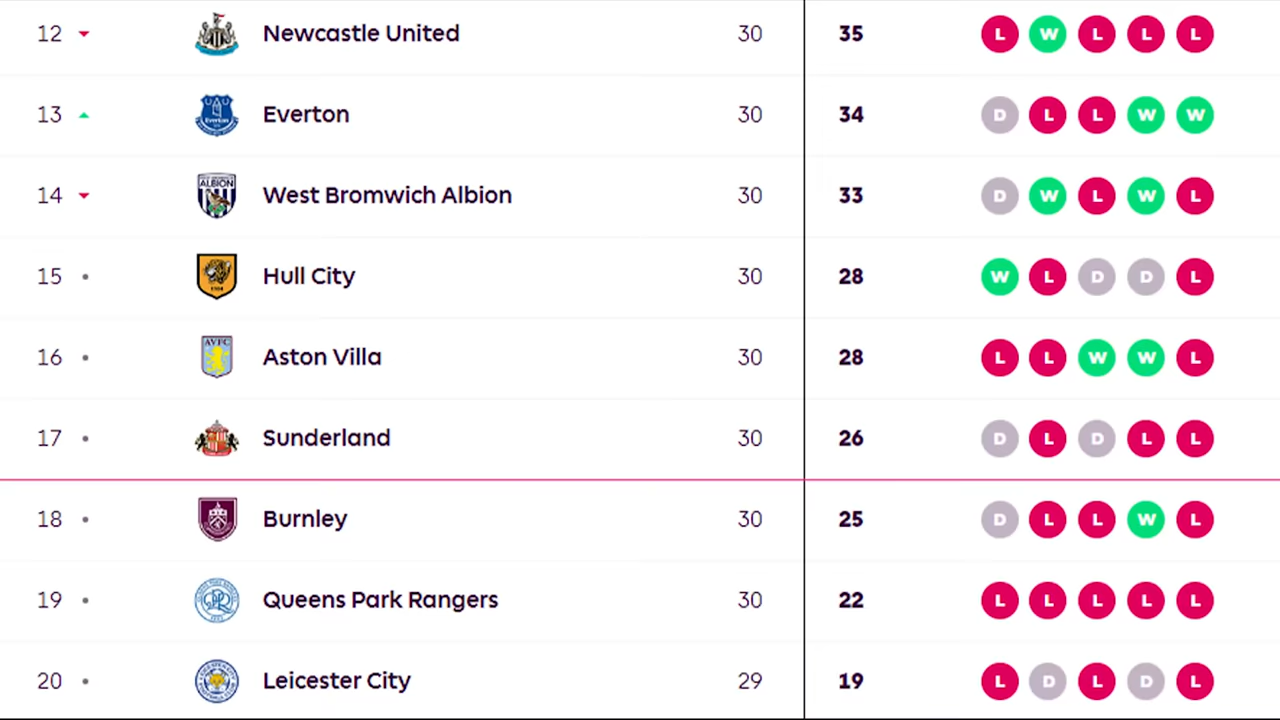 12 Newcastle United 30 35 L W L L L
13 Everton 30 34 D L L W W
14 West Bromwich Albion 30 33 D W L W L
15 Hull City 30 28 W L D D L
16 Aston Villa 30 28 L L W W L
17 Sunderland 30 26 D L D L L
18 Burnley 30 25 D L L W L
19 Queens Park Rangers 30 22 L L L L L
20 Leicester City 29 19 L D L D L